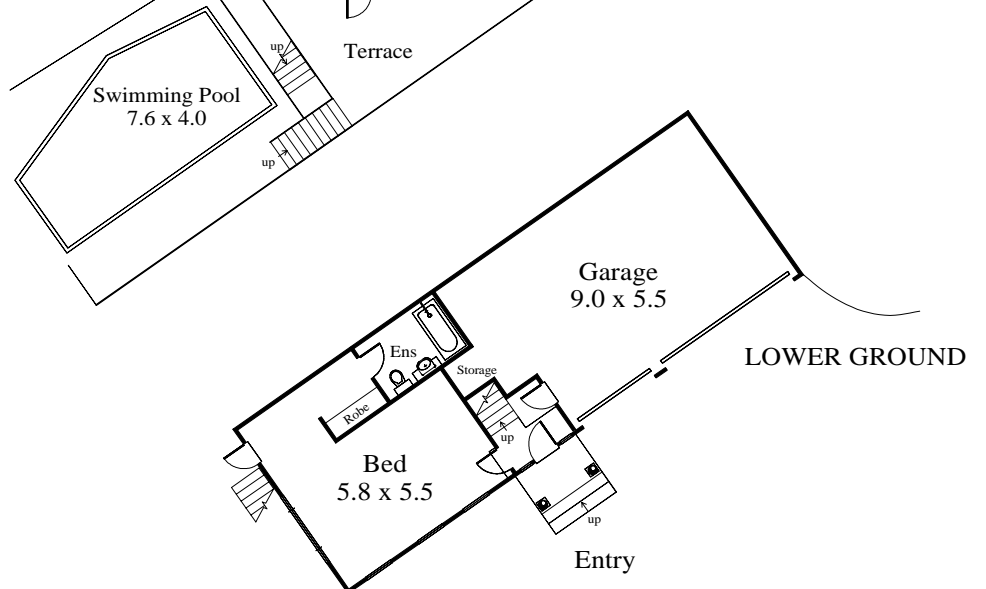 up
Terrace
Swimming Pool
7.6 x 4.0
up
Garage
9.0 x 5.5
Ens
LOWER GROUND
Storage
Robe
up
Bed
5.8 x 5.5
up
Entry